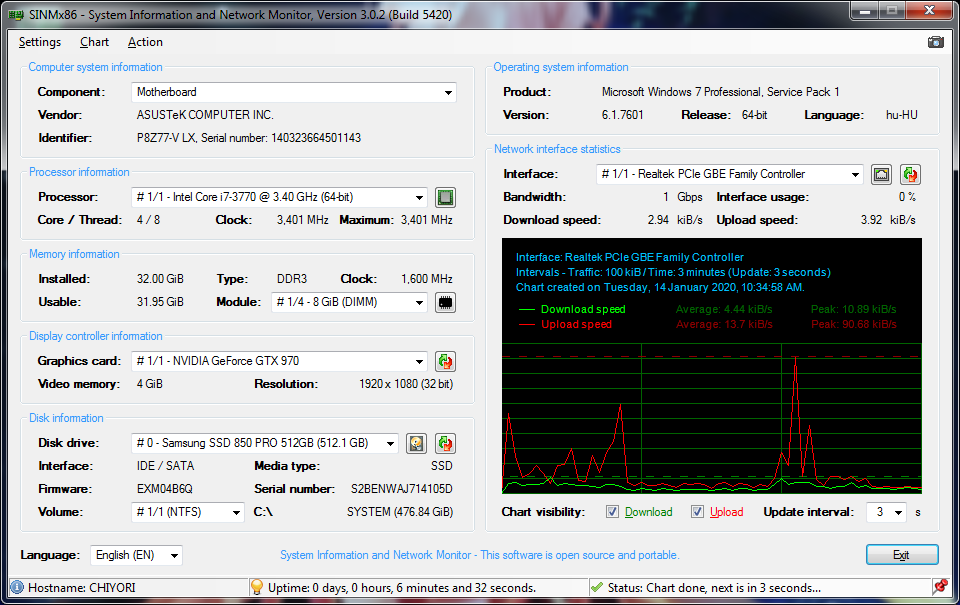 SINMx86 - System Information and Network Monitor, Version 3.0.2 (Build 5420)
Settings Chart Action
Computer system information
Component: Motherboard
Vendor: ASUSTeK COMPUTER INC.
Identifier: P8Z77-V LX, Serial number: 140323664501143
Processor information
Processor: # 1/1 - Intel Core i7-3770 @ 3.40 GHz (64-bit)
Core / Thread: 4 / 8 Clock: 3,401 MHz Maximum: 3,401 MHz
Memory information
Installed: 32.00 GiB Type: DDR3 Clock: 1,600 MHz
Usable: 31.95 GiB Module: # 1/4 - 8 GiB (DIMM)
Display controller information
Graphics card: # 1/1 - NVIDIA GeForce GTX 970
Video memory: 4 GiB Resolution: 1920 x 1080 (32 bit)
Disk information
Disk drive: # 0 - Samsung SSD 850 PRO 512GB (512.1 GB)
Interface: IDE / SATA Media type: SSD
Firmware: EXM04B6Q Serial number: S2BENWAJ714105D
Volume: # 1/1 (NTFS) C:\ SYSTEM (476.84 GiB)
Operating system information
Product: Microsoft Windows 7 Professional, Service Pack 1
Version: 6.1.7601 Release: 64-bit Language: hu-HU
Network interface statistics
Interface: # 1/1 - Realtek PCIe GBE Family Controller
Bandwidth: 1 Gbps Interface usage: 0 %
Download speed: 2.94 kiB/s Upload speed: 3.92 kiB/s
Interface: Realtek PCIe GBE Family Controller
Intervals - Traffic: 100 kiB / Time: 3 minutes (Update: 3 seconds)
Chart created on Tuesday, 14 January 2020, 10:34:58 AM.
Download speed Average: 4.44 kiB/s Peak: 10.89 kiB/s
Upload speed Average: 13.7 kiB/s Peak: 90.68 kiB/s
Chart visibility: Download Upload Update interval: 3 s
Language: English (EN) System Information and Network Monitor - This software is open source and portable. Exit
Hostname: CHIYORI Uptime: 0 days, 0 hours, 6 minutes and 32 seconds. Status: Chart done, next is in 3 seconds...